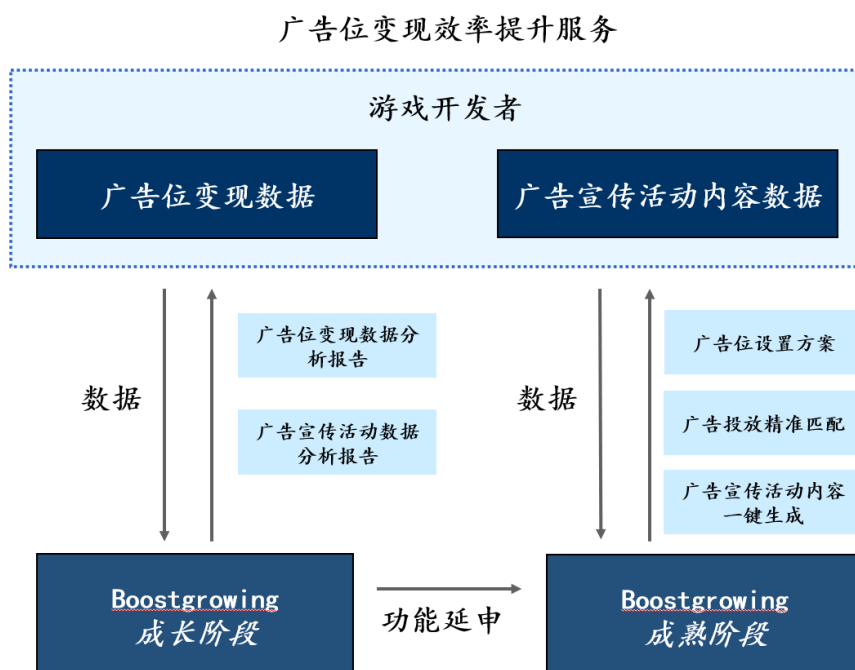 广告位变现效率提升服务
游戏开发者
广告位变现数据
广告宣传活动内容数据
数据
广告位变现数据分
析报告
广告宣传活动数据
分析报告
数据
广告位设置方案
广告投放精准匹配
广告宣传活动内容
一键生成
Boostgrowing
成长阶段
功能延申
Boostgrowing
成熟阶段